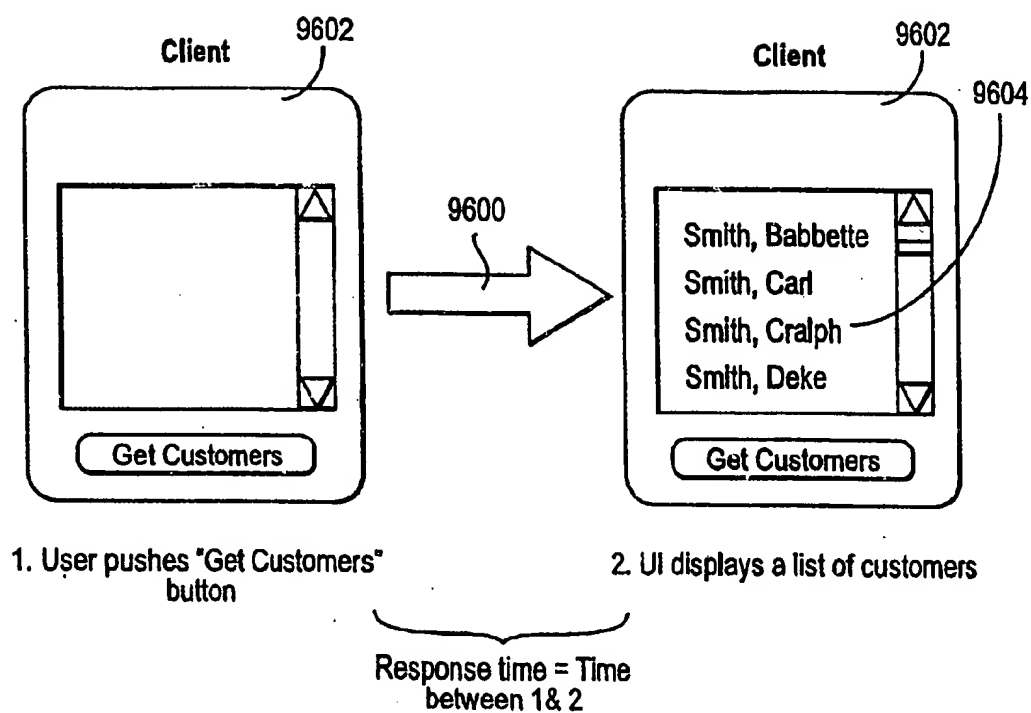 Client
9602
Client
9602
9604
9600
Smith, Babbette
Smith, Carl
Smith, Cralph
Smith, Deke
Get Customers
Get Customers
1. User pushes "Get Customers"
button
2. UI displays a list of customers
Response time = Time
between 1& 2